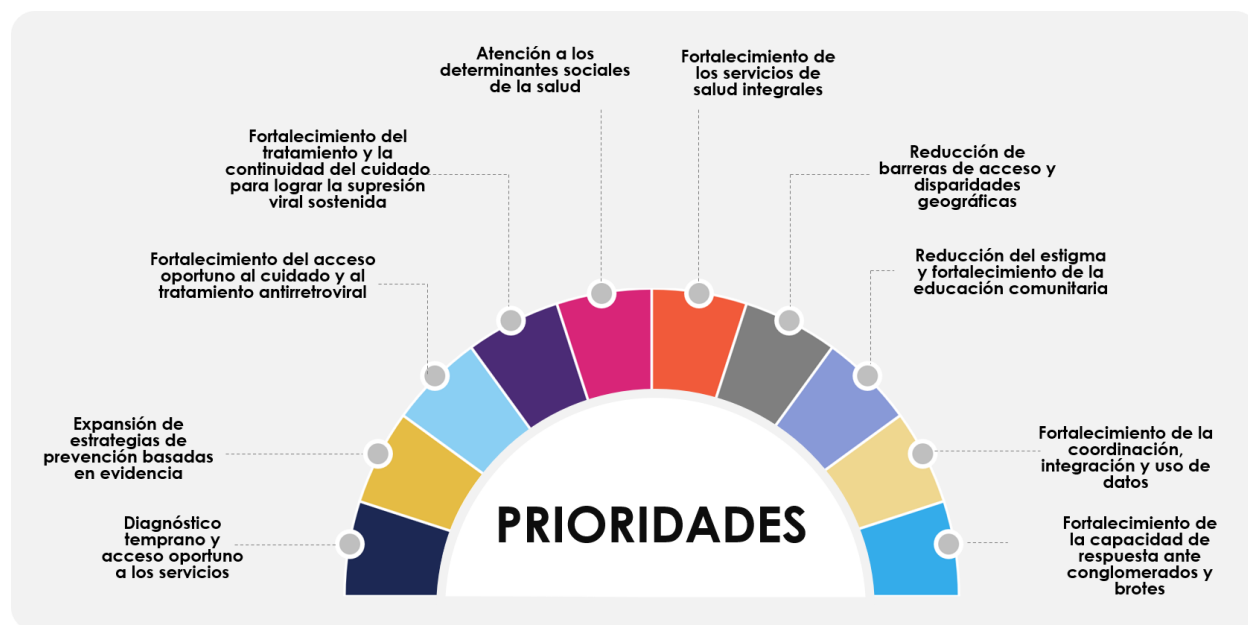 Atención a los
determinantes sociales
de la salud
Fortalecimiento de
los servicios de
salud integrales
Fortalecimiento del
tratamiento y la
continuidad del cuidado
para lograr la supresión
viral sostenida
Reducción de
barreras de acceso y
disparidades
geográficas
Fortalecimiento del acceso
oportuno al cuidado y al
tratamiento antirretroviral
Reducción del estigma
y fortalecimiento de la
educación comunitaria
Expansión de
estrategias de
prevención basadas
en evidencia
Fortalecimiento de la
coordinación,
integración y uso de
datos
Diagnóstico
temprano y
acceso oportuno
a los servicios
PRIORIDADES
Fortalecimiento de
la capacidad de
respuesta ante
conglomerados y
brotes